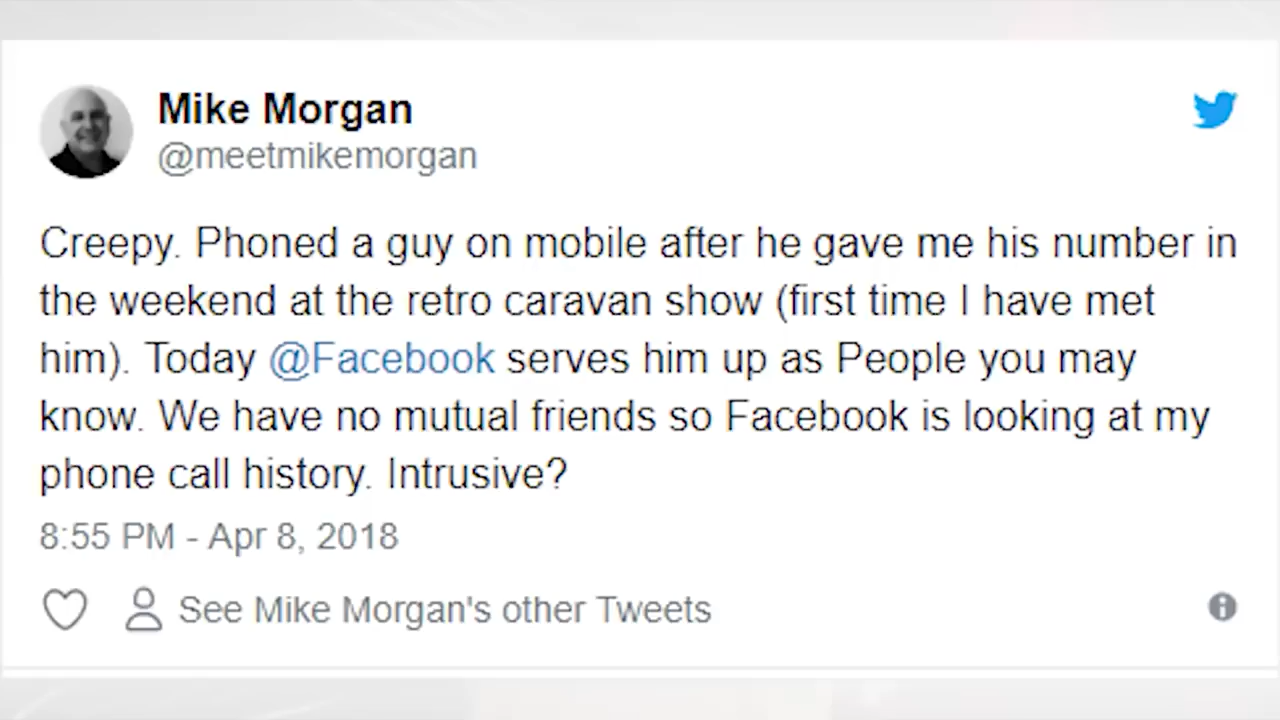 Mike Morgan
@meetmikemorgan
Creepy. Phoned a guy on mobile after he gave me his number in
the weekend at the retro caravan show (first time I have met
him). Today @Facebook serves him up as People you may
know. We have no mutual friends so Facebook is looking at my
phone call history. Intrusive?
8:55 PM - Apr 8, 2018
See Mike Morgan's other Tweets